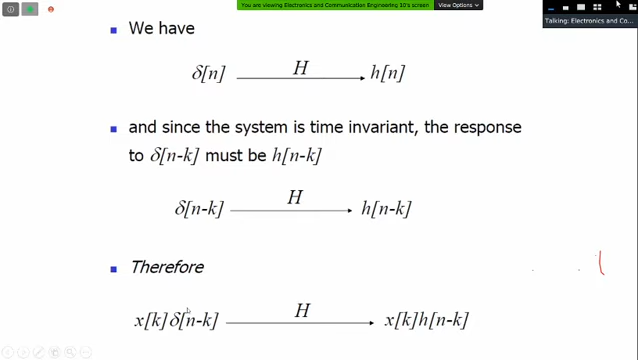 You are viewing Electronics and Communication Engineering 10's screen
View Options
Talking: Electronics and Co...
We have
δ[n] H h[n]
and since the system is time invariant, the response
to δ[n-k] must be h[n-k]
δ[n-k] H h[n-k]
Therefore
x[k]δ[n-k] H x[k]h[n-k]